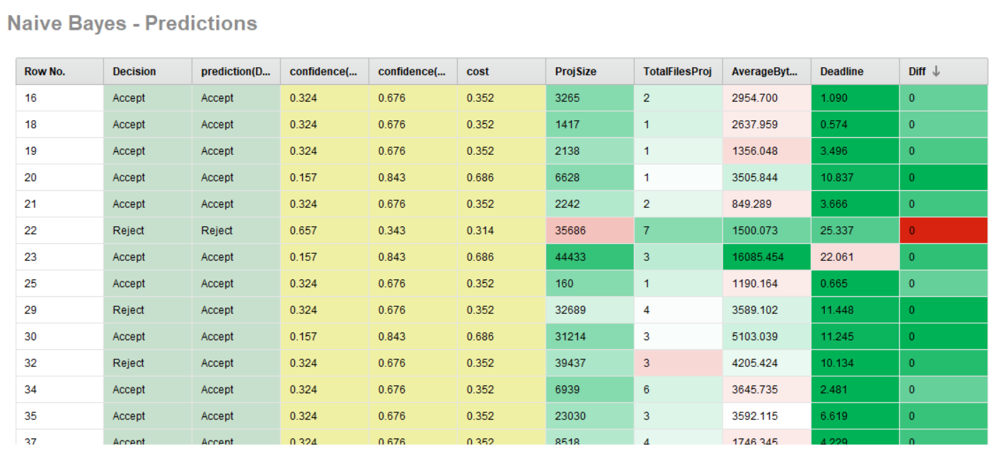 Naive Bayes - Predictions
Row No. Decision prediction(D... confidence(... confidence(... cost ProjSize TotalFilesProj AverageByt... Deadline Diff ↓
16 Accept Accept 0.324 0.676 0.352 3265 2 2954.700 1.090 0
18 Accept Accept 0.324 0.676 0.352 1417 1 2637.959 0.574 0
19 Accept Accept 0.324 0.676 0.352 2138 1 1356.048 3.496 0
20 Accept Accept 0.157 0.843 0.686 6628 1 3505.844 10.837 0
21 Accept Accept 0.324 0.676 0.352 2242 2 849.289 3.666 0
22 Reject Reject 0.657 0.343 0.314 35686 7 1500.073 25.337 0
23 Accept Accept 0.157 0.843 0.686 44433 3 16085.454 22.061 0
25 Accept Accept 0.324 0.676 0.352 160 1 1190.164 0.665 0
29 Reject Accept 0.324 0.676 0.352 32689 4 3589.102 11.448 0
30 Accept Accept 0.157 0.843 0.686 31214 3 5103.039 11.245 0
32 Reject Accept 0.324 0.676 0.352 39437 3 4205.424 10.134 0
34 Accept Accept 0.324 0.676 0.352 6939 6 3645.735 2.481 0
35 Accept Accept 0.324 0.676 0.352 23030 3 3592.115 6.619 0
37 Accept Accept 0.324 0.676 0.352 8518 4 1746.345 4.229 0